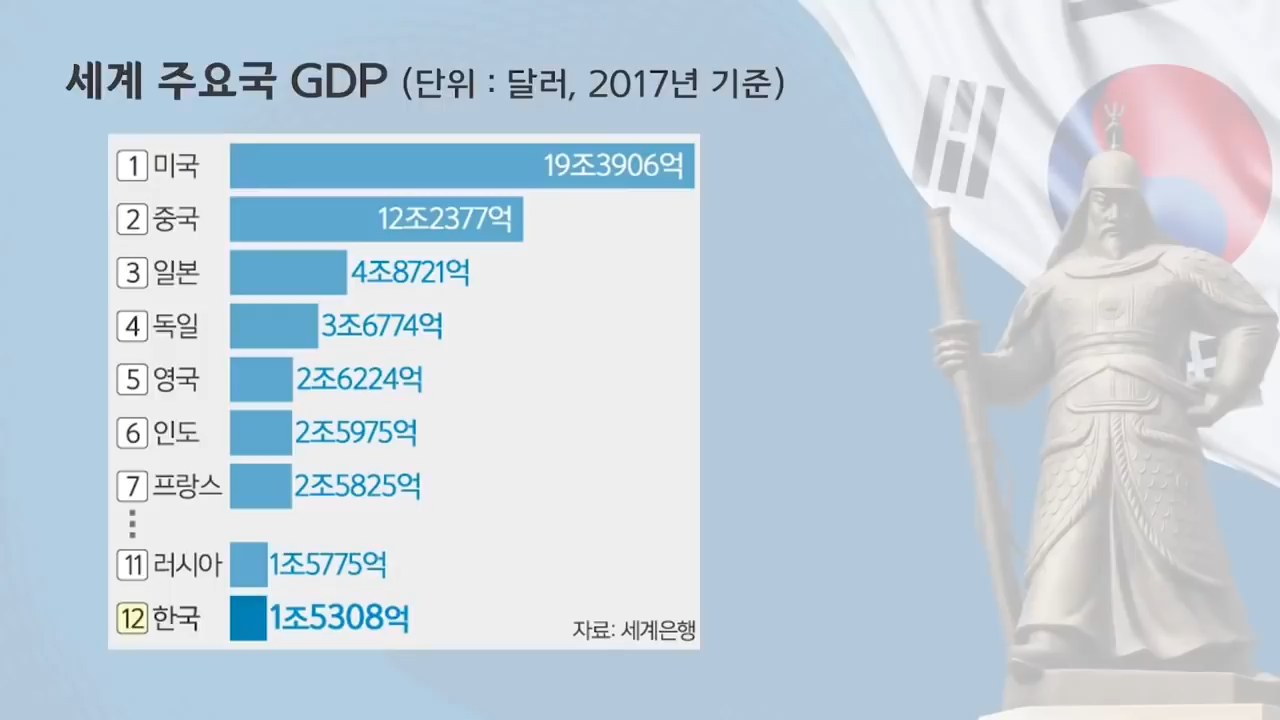 세계 주요국 GDP (단위 : 달러, 2017년 기준)
1 미국 19조3906억
2 중국 12조2377억
3 일본 4조8721억
4 독일 3조6774억
5 영국 2조6224억
6 인도 2조5975억
7 프랑스 2조5825억
11 러시아 1조5775억
12 한국 1조5308억
자료: 세계은행